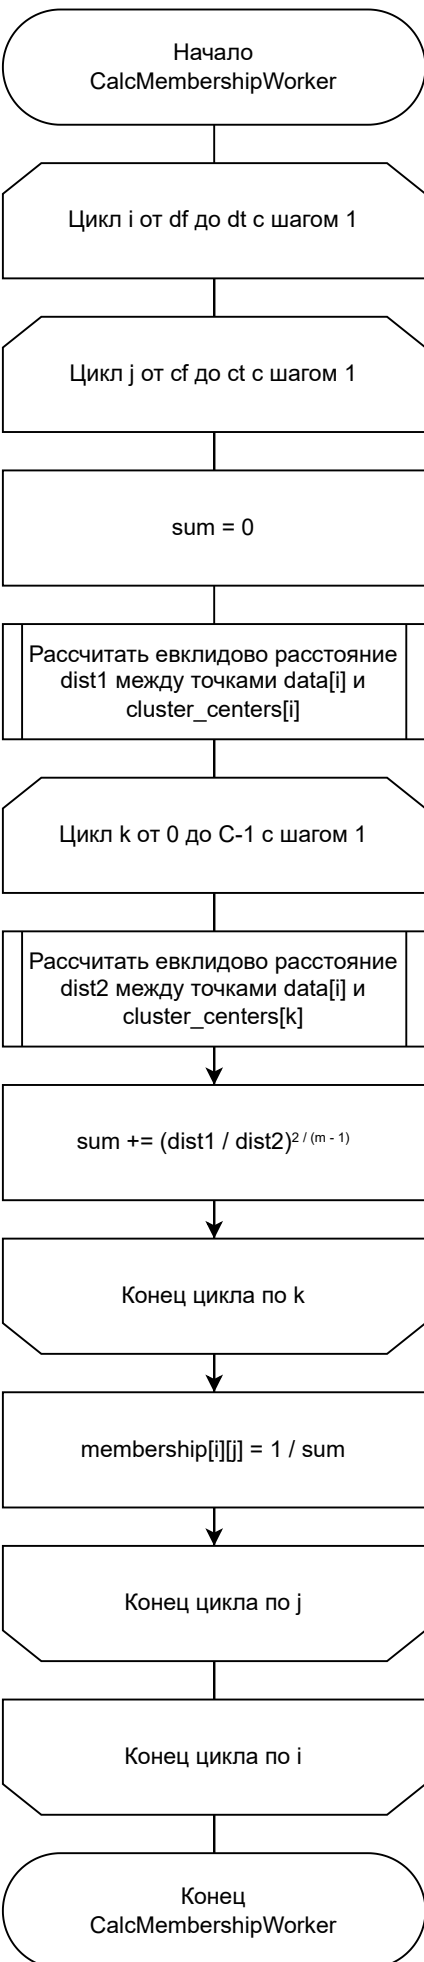 Начало
CalcMembershipWorker
Цикл i от df до dt с шагом 1
Цикл j от cf до ct с шагом 1
sum = 0
Рассчитать евклидово расстояние
dist1 между точками data[i] и
cluster_centers[i]
Цикл k от 0 до C-1 с шагом 1
Рассчитать евклидово расстояние
dist2 между точками data[i] и
cluster_centers[k]
sum += (dist1 / dist2)^2 / (m - 1)
Конец цикла по k
membership[i][j] = 1 / sum
Конец цикла по j
Конец цикла по i
Конец
CalcMembershipWorker